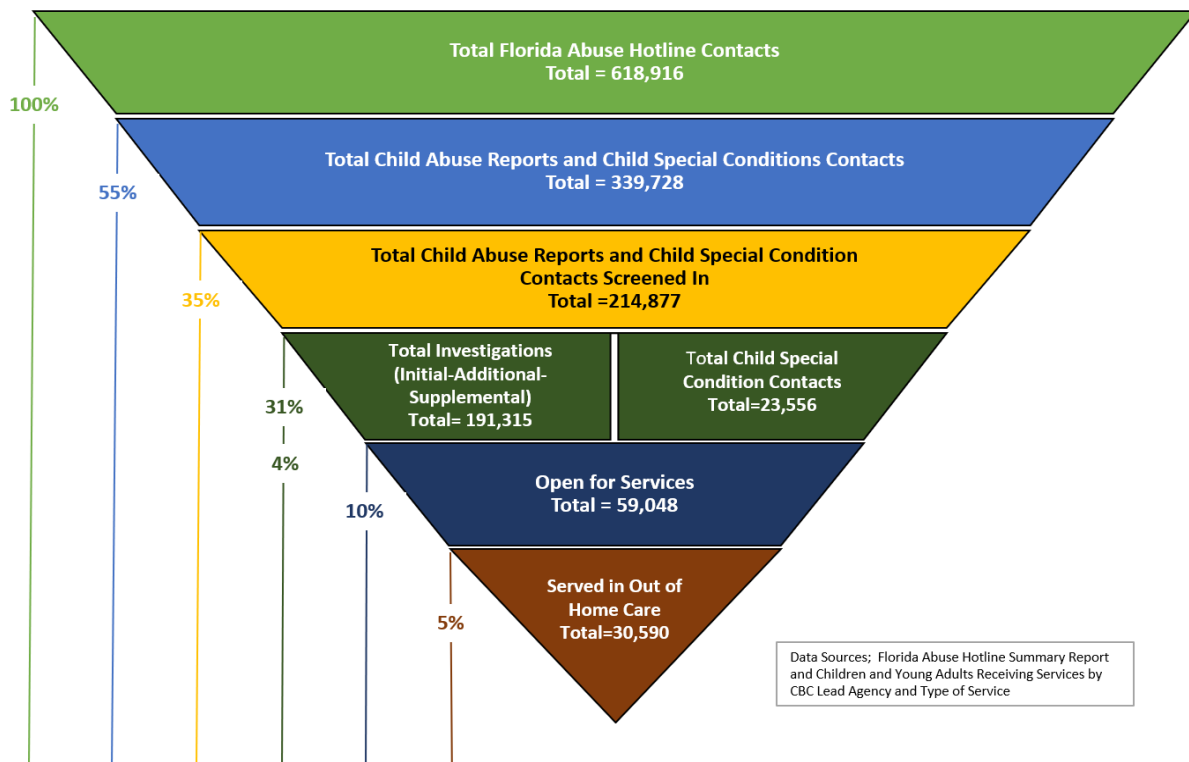 Total Florida Abuse Hotline Contacts
Total = 618,916
100%
Total Child Abuse Reports and Child Special Conditions Contacts
Total = 339,728
55%
Total Child Abuse Reports and Child Special Condition
Contacts Screened In
Total =214,877
35%
Total Investigations
(Initial-Additional-
Supplemental)
Total= 191,315
Total Child Special
Condition Contacts
Total=23,556
31%
4%
Open for Services
Total = 59,048
10%
Served in Out of
Home Care
Total=30,590
5%
Data Sources;  Florida Abuse Hotline Summary Report
and Children and Young Adults Receiving Services by
CBC Lead Agency and Type of Service